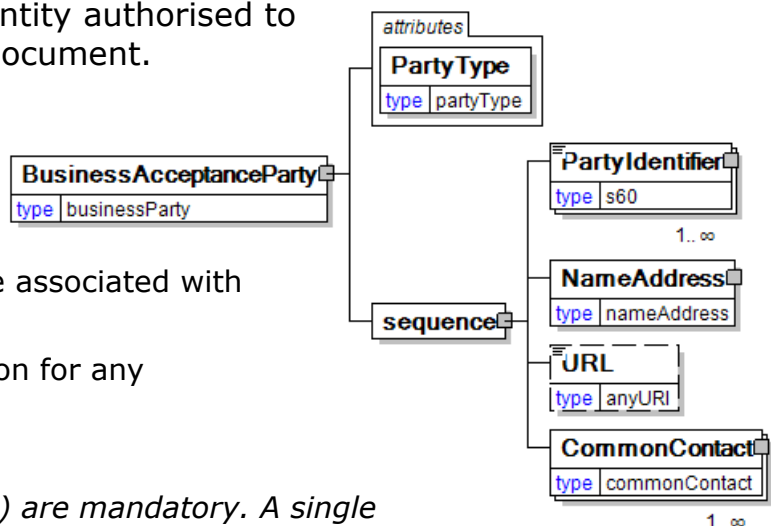 ntity authorised to
ocument.
attributes
PartyType
type partyType
BusinessAcceptanceParty
type businessParty
PartyIdentifier
type s60
1.. ∞
e associated with
NameAddress
type nameAddress
sequence
on for any
URL
type anyURI
CommonContact
type commonContact
) are mandatory. A single
1.. ∞